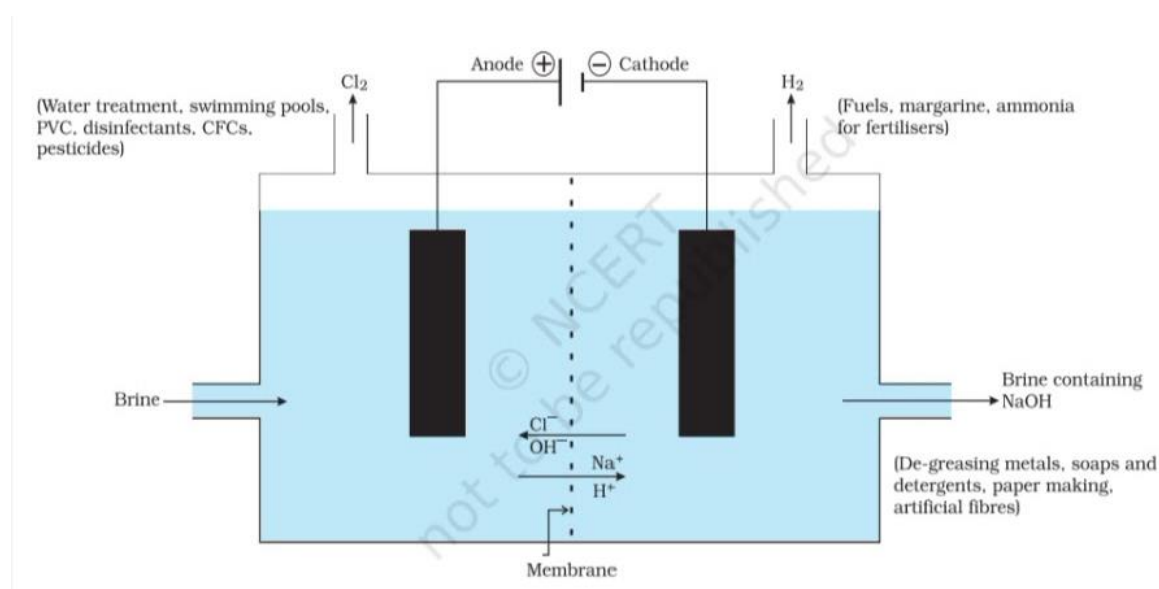 Anode ⊕
⊖ Cathode
Cl₂
H₂
(Water treatment, swimming pools,
PVC, disinfectants, CFCs,
pesticides)
(Fuels, margarine, ammonia
for fertilisers)
© NCERT
not to be republished
Brine
Brine containing
NaOH
Cl⁻
OH⁻
Na⁺
H⁺
(De-greasing metals, soaps and
detergents, paper making,
artificial fibres)
Membrane